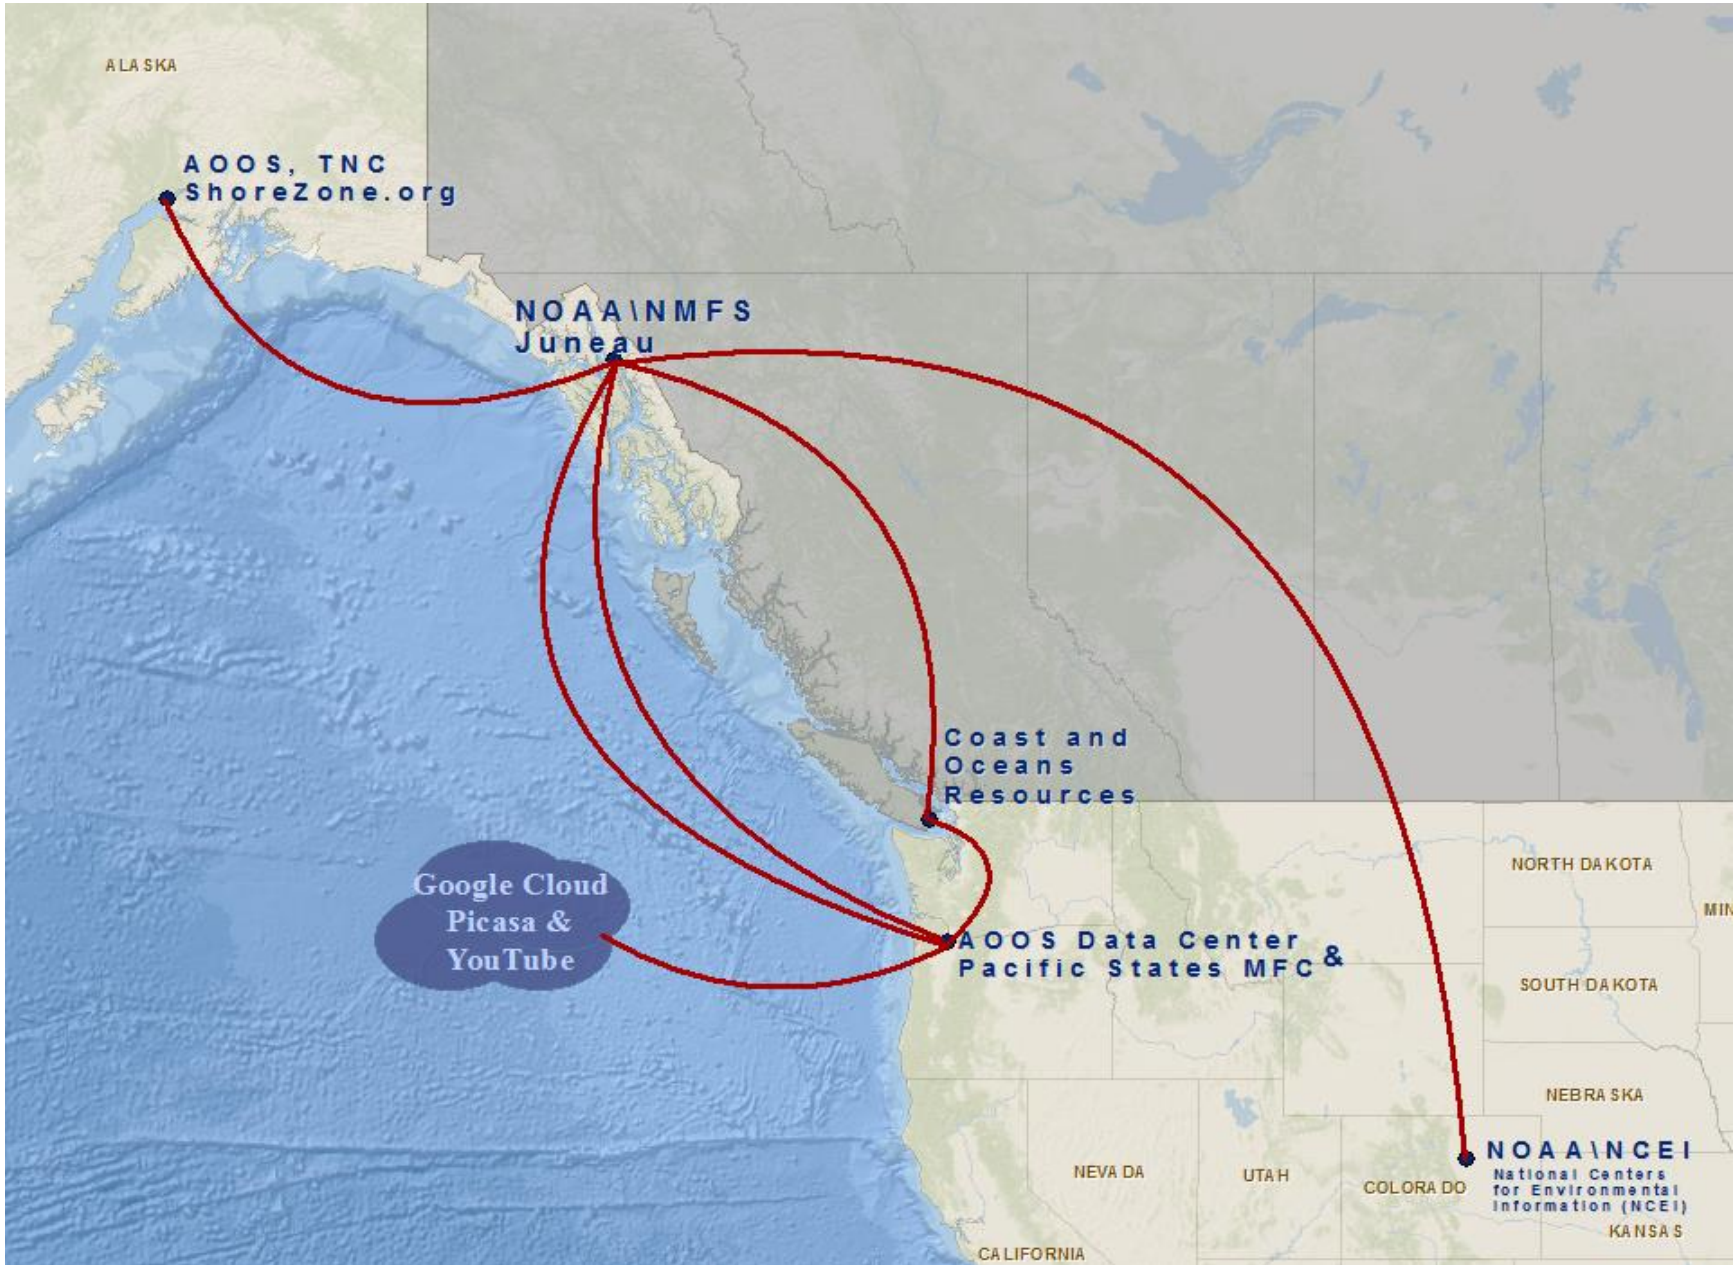 ALASKA
AOOS, TNC
ShoreZone.org
NOAA\NMFS
Juneau
Coast and
Oceans
Resources
Google Cloud
Picasa &
YouTube
AOOS Data Center
&
Pacific States MFC
NORTH DAKOTA
MIN
SOUTH DAKOTA
NEBRASKA
NOAA\NCEI
National Centers
for Environmental
Information (NCEI)
NEVADA
UTAH
COLORADO
KANSAS
CALIFORNIA